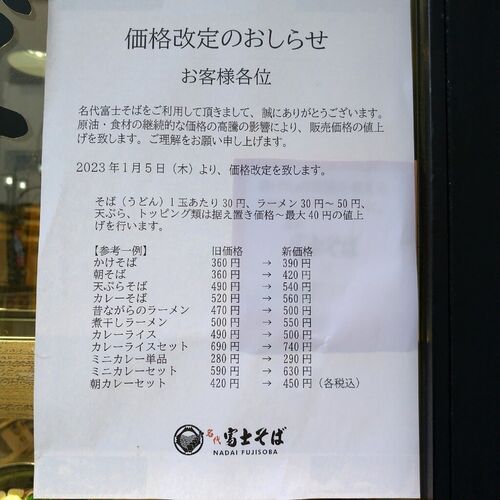 価格改定のおしらせ
お客様各位
名代富士そばをご利用して頂きまして、誠にありがとうございます。
原油・食材の継続的な価格の高騰の影響により、販売価格の値上
げを致します。ご理解をお願い申し上げます。
2023年1月5日（木）より、価格改定を致します。
そば（うどん）1玉あたり30円、ラーメン30円～50円、
天ぷら、トッピング類は据え置き価格～最大40円の値上
げを行います。
【参考一例】 旧価格 新価格
かけそば 360円 → 390円
朝そば 360円 → 420円
天ぷらそば 490円 → 540円
カレーそば 520円 → 560円
昔ながらのラーメン 470円 → 500円
煮干しラーメン 500円 → 550円
カレーライス 490円 → 500円
カレーライスセット 690円 → 740円
ミニカレー単品 280円 → 290円
ミニカレーセット 590円 → 630円
朝カレーセット 420円 → 450円（各税込）
名代 富士そば
NADAI FUJISOBA